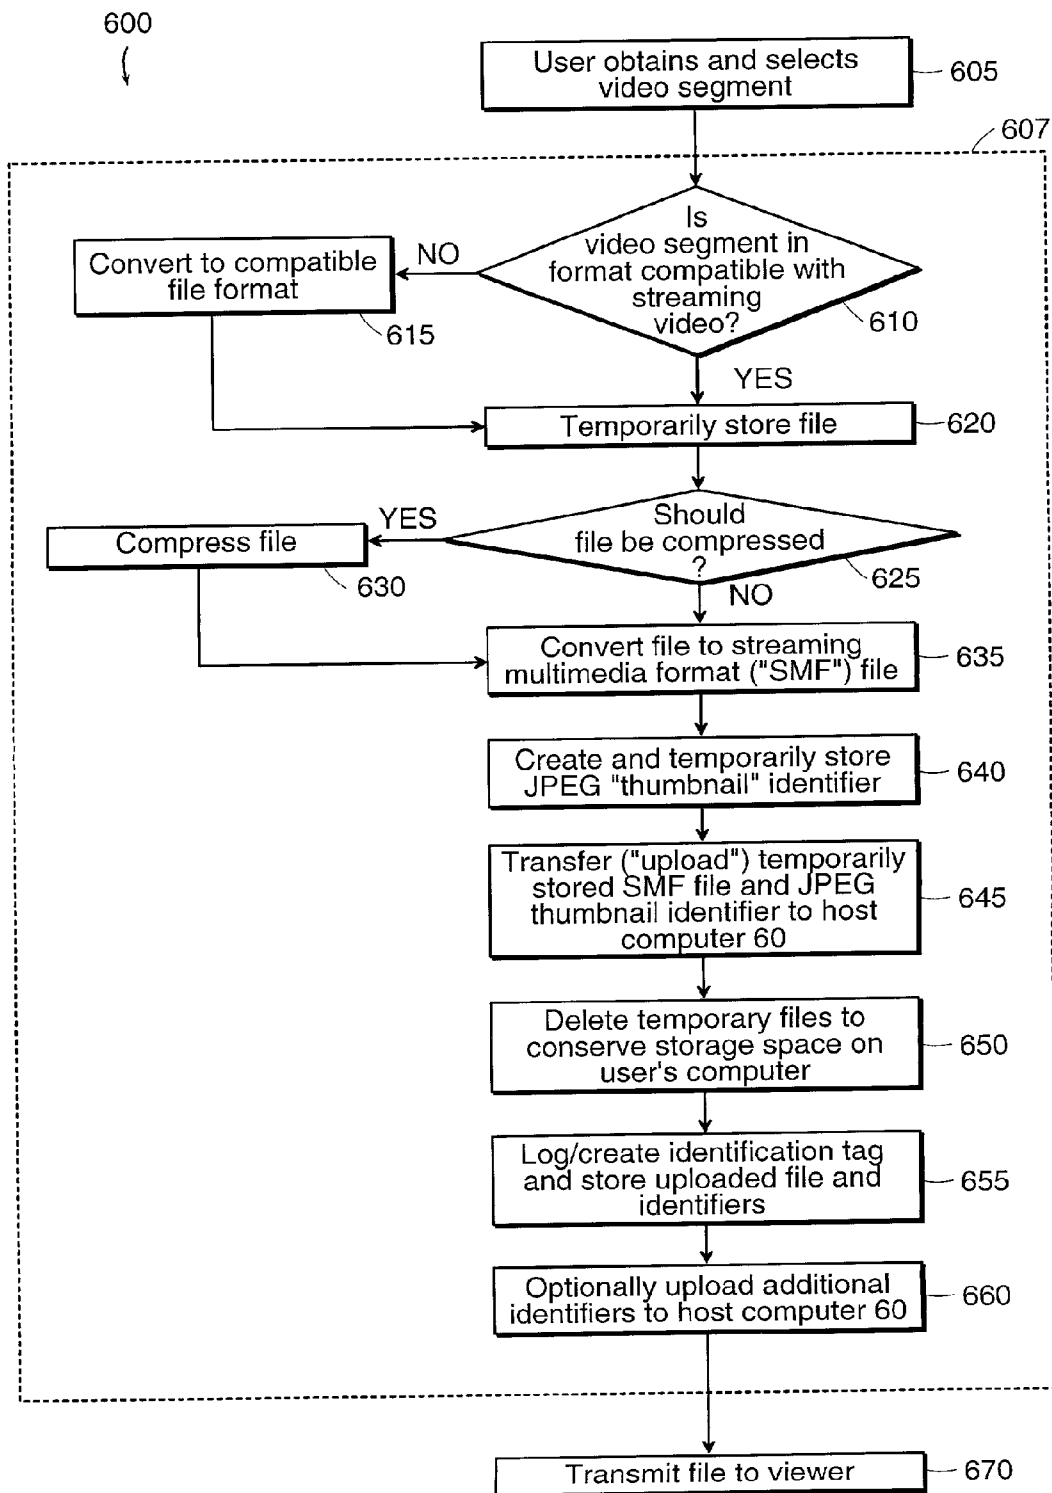 600
User obtains and selects
video segment
605
607
Is
video segment in
format compatible with
streaming
video?
610
NO
Convert to compatible
file format
615
YES
Temporarily store file
620
Should
file be compressed
?
625
YES
Compress file
630
NO
Convert file to streaming
multimedia format ("SMF") file
635
Create and temporarily store
JPEG "thumbnail" identifier
640
Transfer ("upload") temporarily
stored SMF file and JPEG
thumbnail identifier to host
computer 60
645
Delete temporary files to
conserve storage space on
user's computer
650
Log/create identification tag
and store uploaded file and
identifiers
655
Optionally upload additional
identifiers to host computer 60
660
Transmit file to viewer
670